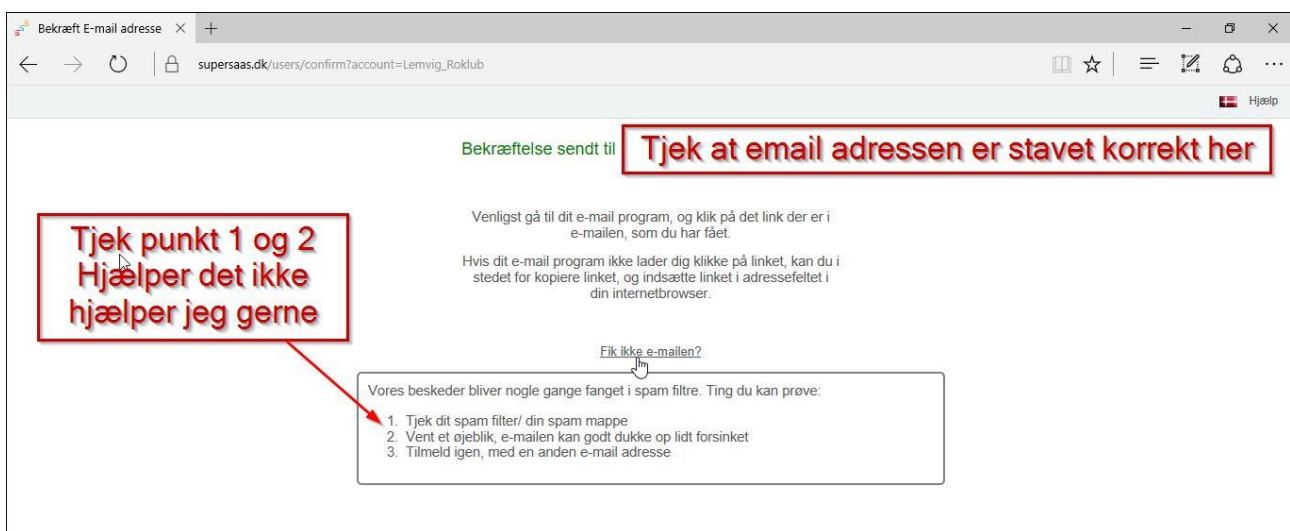 Bekræft E-mail adresse
supersaas.dk/users/confirm?account=Lemvig_Roklub
Hjælp
Bekræftelse sendt til
Tjek at email adressen er stavet korrekt her
Venligst gå til dit e-mail program, og klik på det link der er i
e-mailen, som du har fået.
Tjek punkt 1 og 2
Hjælper det ikke
hjælper jeg gerne
Hvis dit e-mail program ikke lader dig klikke på linket, kan du i
stedet for kopiere linket, og indsætte linket i adressefeltet i
din internetbrowser.
Fik ikke e-mailen?
Vores beskeder bliver nogle gange fanget i spam filtre. Ting du kan prøve:
1. Tjek dit spam filter/ din spam mappe
2. Vent et øjeblik, e-mailen kan godt dukke op lidt forsinket
3. Tilmeld igen, med en anden e-mail adresse